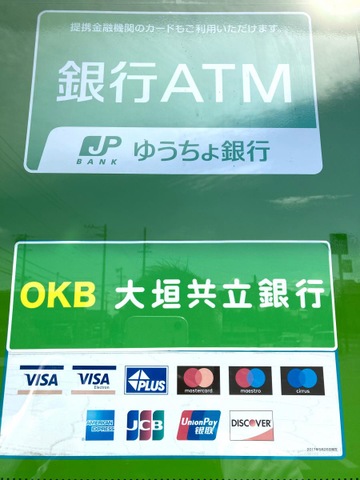 提携金融機関のカードもご利用いただけます。
銀行ATM
JP BANK ゆうちょ銀行
OKB 大垣共立銀行
VISA VISA Electron PLUS mastercard maestro cirrus
AMERICAN EXPRESS JCB UnionPay 银联 DISCOVER